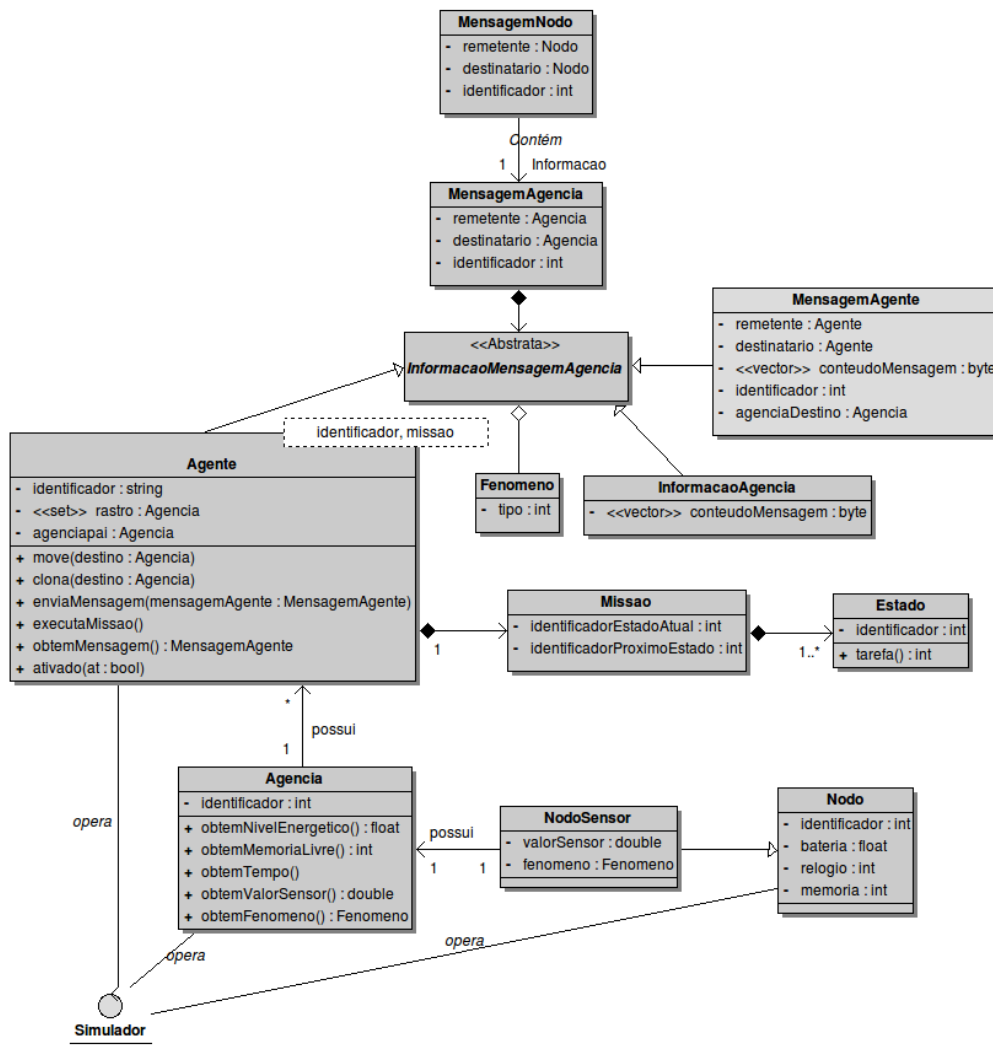 MensagemNodo
- remetente : Nodo
- destinatario : Nodo
- identificador : int
Contém
1 Informacao
MensagemAgencia
- remetente : Agencia
- destinatario : Agencia
- identificador : int
<<Abstrata>>
InformacaoMensagemAgencia
MensagemAgente
- remetente : Agente
- destinatario : Agente
- <<vector>> conteudoMensagem : byte
- identificador : int
- agenciaDestino : Agencia
identificador, missao
Agente
- identificador : string
- <<set>> rastro : Agencia
- agenciapai : Agencia
+ move(destino : Agencia)
+ clona(destino : Agencia)
+ enviaMensagem(mensagemAgente : MensagemAgente)
+ executaMissao()
+ obtemMensagem() : MensagemAgente
+ ativado(at : bool)
Fenomeno
- tipo : int
InformacaoAgencia
- <<vector>> conteudoMensagem : byte
1
Missao
- identificadorEstadoAtual : int
- identificadorProximoEstado : int
1..*
Estado
- identificador : int
+ tarefa() : int
*
possui
1
opera
Agencia
- identificador : int
+ obtemNivelEnergetico() : float
+ obtemMemoriaLivre() : int
+ obtemTempo()
+ obtemValorSensor() : double
+ obtemFenomeno() : Fenomeno
possui
1 1
NodoSensor
- valorSensor : double
- fenomeno : Fenomeno
Nodo
- identificador : int
- bateria : float
- relogio : int
- memoria : int
opera
opera
Simulador